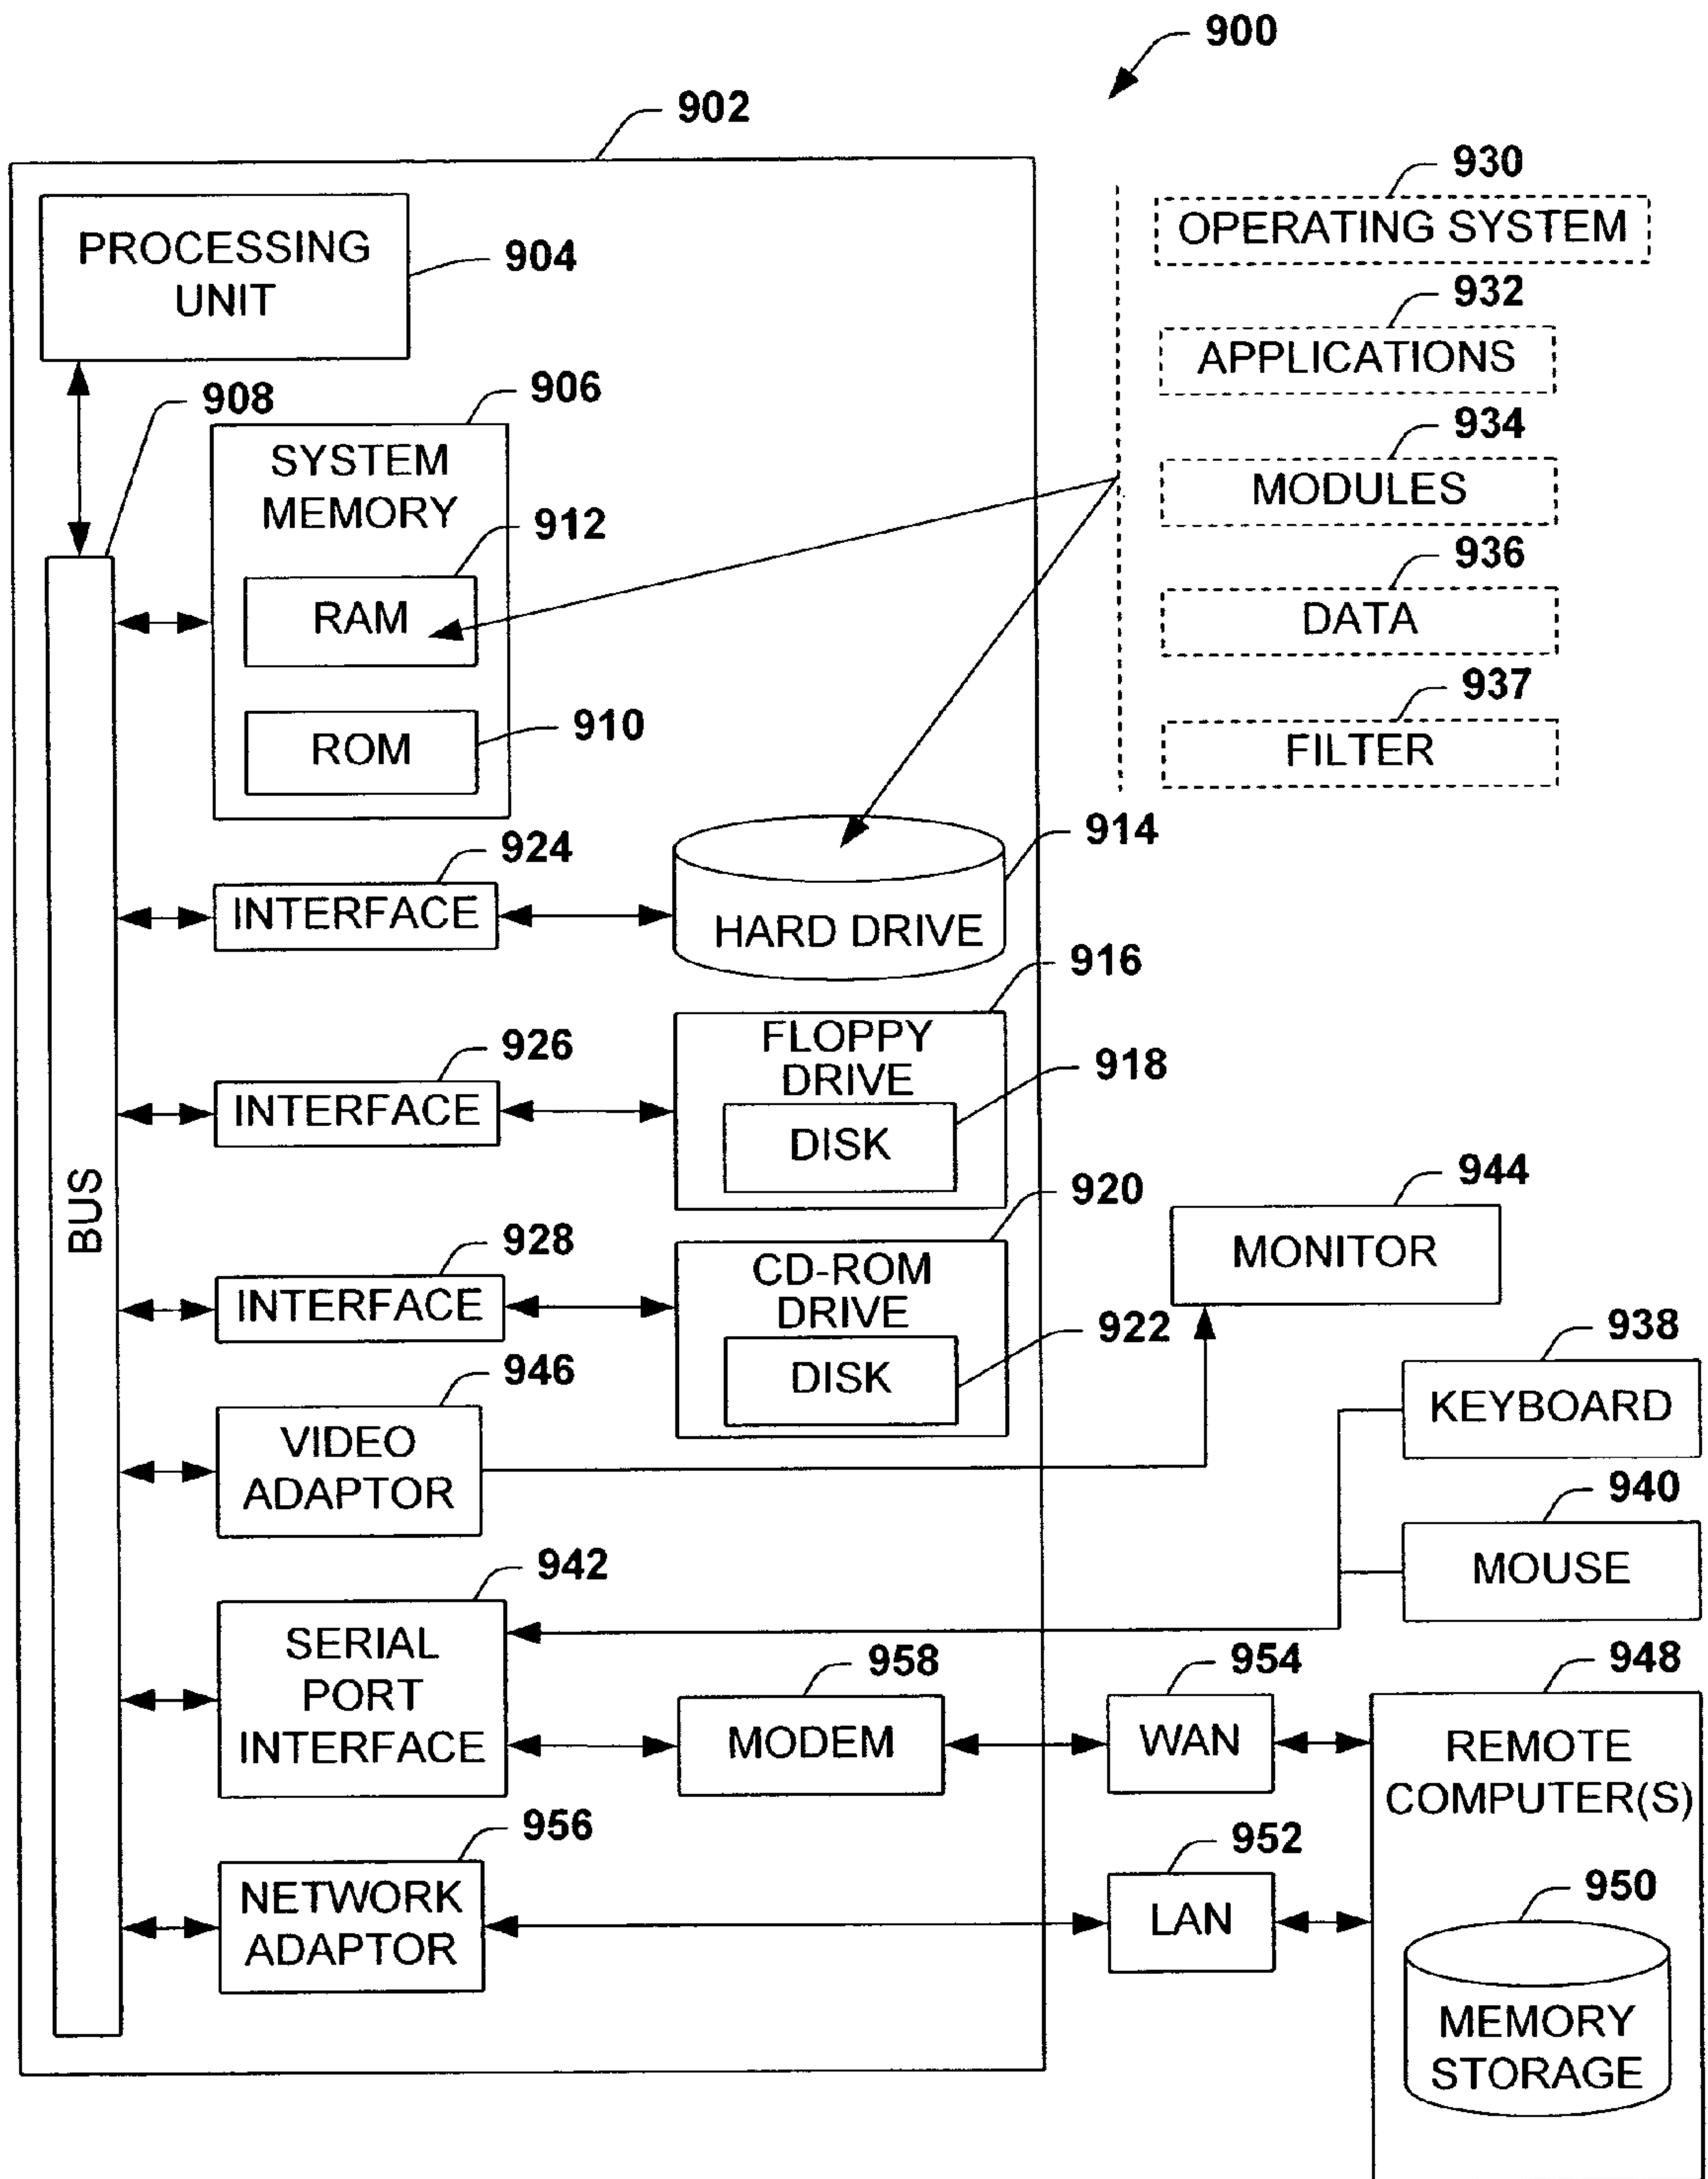 900
902
930
PROCESSING
UNIT
904
OPERATING SYSTEM
932
APPLICATIONS
908
906
934
SYSTEM
MEMORY
MODULES
912
936
RAM
DATA
937
910
ROM
FILTER
914
924
INTERFACE
HARD DRIVE
916
926
FLOPPY
DRIVE
918
INTERFACE
DISK
BUS
944
920
928
MONITOR
CD-ROM
DRIVE
INTERFACE
922
938
DISK
946
KEYBOARD
VIDEO
ADAPTOR
940
MOUSE
942
SERIAL
PORT
INTERFACE
958
954
948
MODEM
WAN
REMOTE
COMPUTER(S)
956
952
NETWORK
ADAPTOR
LAN
950
MEMORY
STORAGE